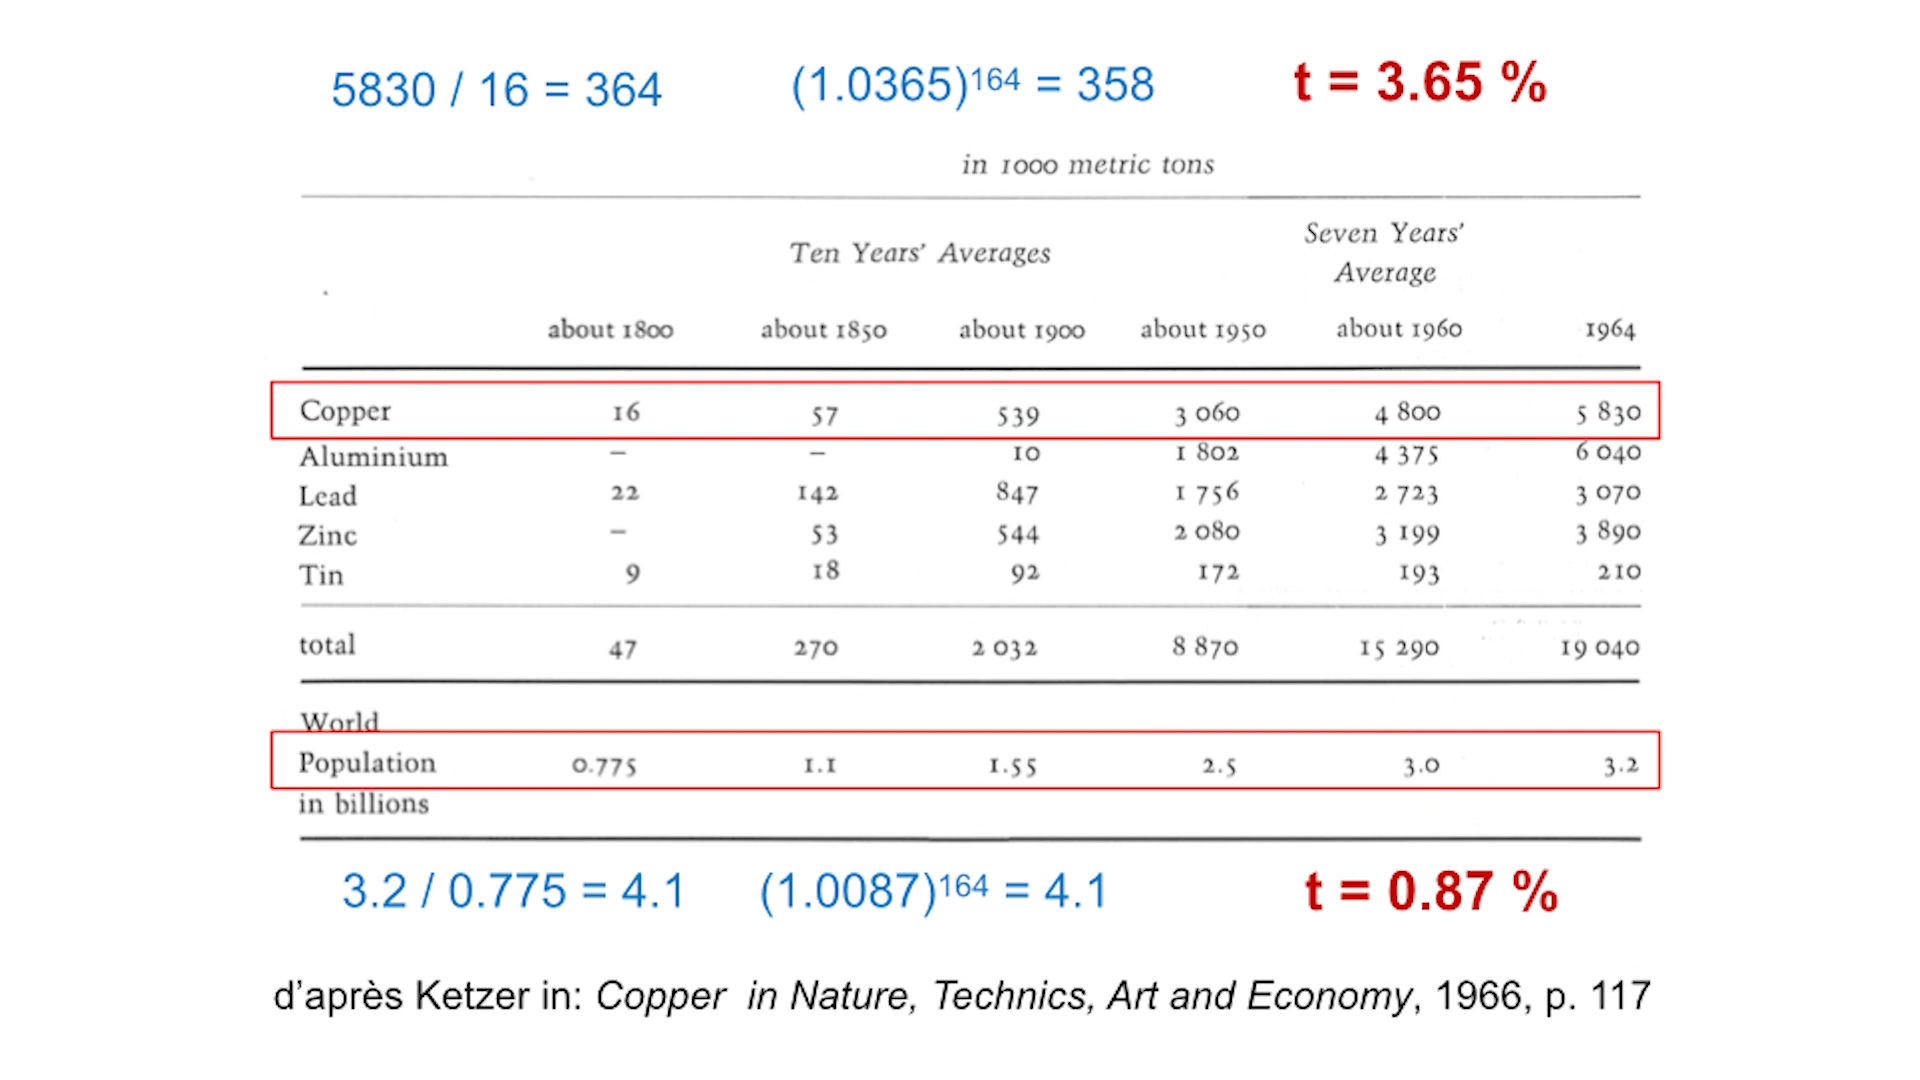 5830 / 16 = 364 (1.0365)¹⁶⁴ = 358 t = 3.65 %
in 1000 metric tons
Ten Years' Averages Seven Years' Average
about 1800 about 1850 about 1900 about 1950 about 1960 1964
Copper 16 57 539 3 060 4 800 5 830
Aluminium – – 10 1 802 4 375 6 040
Lead 22 142 847 1 756 2 723 3 070
Zinc – 53 544 2 080 3 199 3 890
Tin 9 18 92 172 193 210
total 47 270 2 032 8 870 15 290 19 040
World
Population 0.775 1.1 1.55 2.5 3.0 3.2
in billions
3.2 / 0.775 = 4.1 (1.0087)¹⁶⁴ = 4.1 t = 0.87 %
d’après Ketzer in: Copper in Nature, Technics, Art and Economy, 1966, p. 117